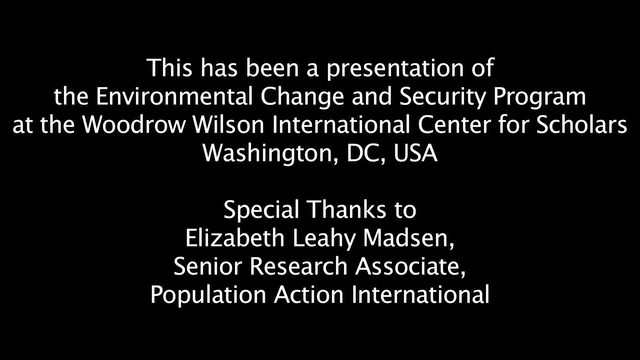 This has been a presentation of
the Environmental Change and Security Program
at the Woodrow Wilson International Center for Scholars
Washington, DC, USA
Special Thanks to
Elizabeth Leahy Madsen,
Senior Research Associate,
Population Action International